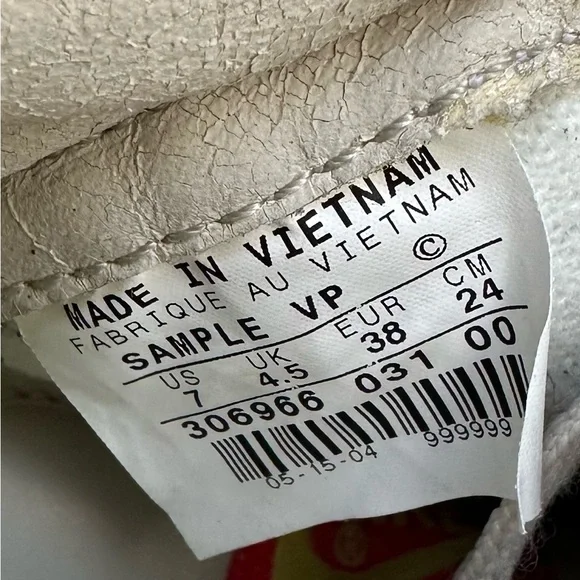 MADE IN VIETNAM
FABRIQUE AU VIETNAM
SAMPLE VP ©
US UK EUR CM
7 4.5 38 24
306966 031 00
05-15-04 999999